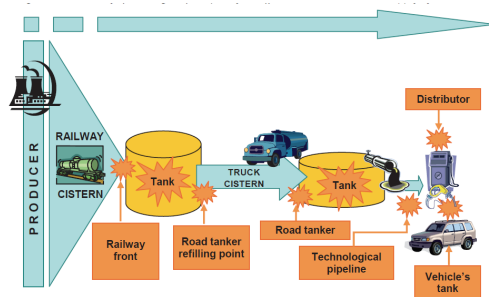 PRODUCER
RAILWAY
CISTERN
Tank
TRUCK
CISTERN
Tank
Distributor
Railway
front
Road tanker
refilling point
Road tanker
Technological
pipeline
Vehicle's
tank